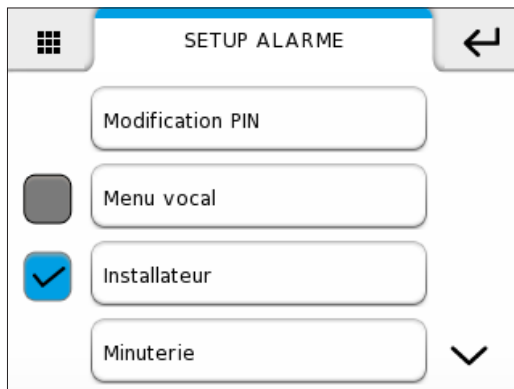 SETUP ALARME
Modification PIN
Menu vocal
Installateur
Minuterie